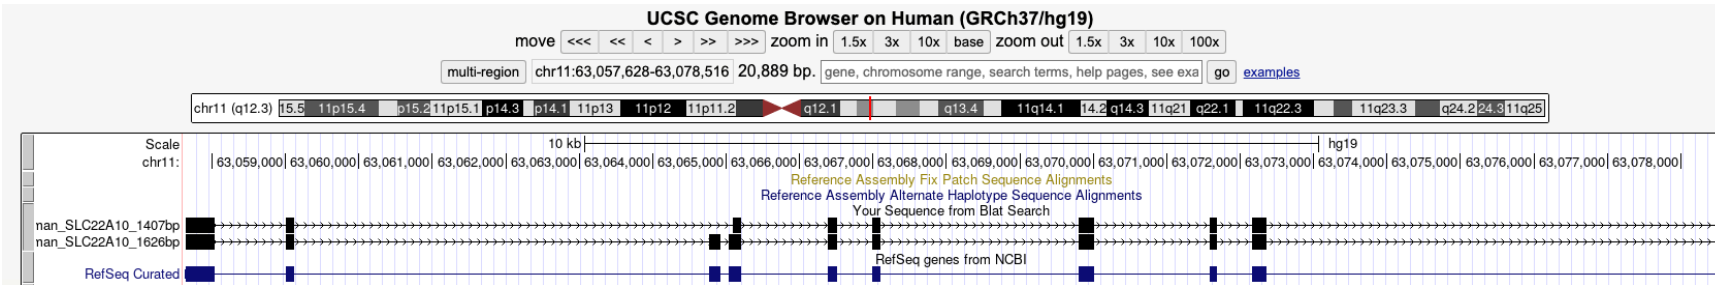 UCSC Genome Browser on Human (GRCh37/hg19)
move <<< << < > >> >>> zoom in 1.5x 3x 10x base zoom out 1.5x 3x 10x 100x
multi-region chr11:63,057,628-63,078,516 20,889 bp. gene, chromosome range, search terms, help pages, see exa go examples
chr11 (q12.3) 15.5 11p15.4 p15.2 11p15.1 p14.3 p14.1 11p13 11p12 11p11.2 q12.1 q13.4 11q14.1 14.2 q14.3 11q21 q22.1 11q22.3 11q23.3 q24.2 24.3 11q25
Scale 10 kb hg19
chr11: 63,059,000 63,060,000 63,061,000 63,062,000 63,063,000 63,064,000 63,065,000 63,066,000 63,067,000 63,068,000 63,069,000 63,070,000 63,071,000 63,072,000 63,073,000 63,074,000 63,075,000 63,076,000 63,077,000 63,078,000
Reference Assembly Fix Patch Sequence Alignments
Reference Assembly Alternate Haplotype Sequence Alignments
Your Sequence from Blat Search
man_SLC22A10_1407bp
man_SLC22A10_1626bp
RefSeq genes from NCBI
RefSeq Curated